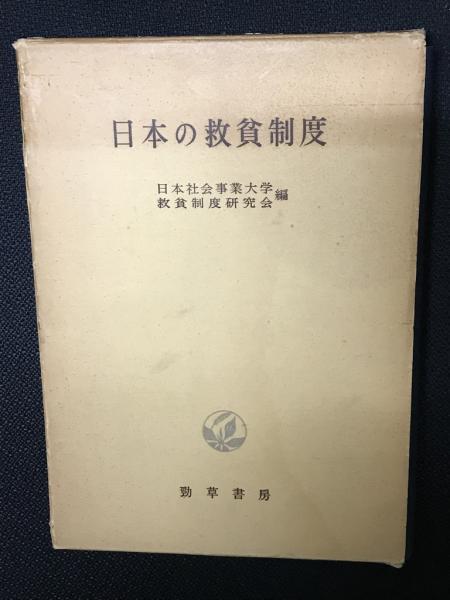 日本の救貧制度
日本社会事業大学
救貧制度研究会 編
勁草書房